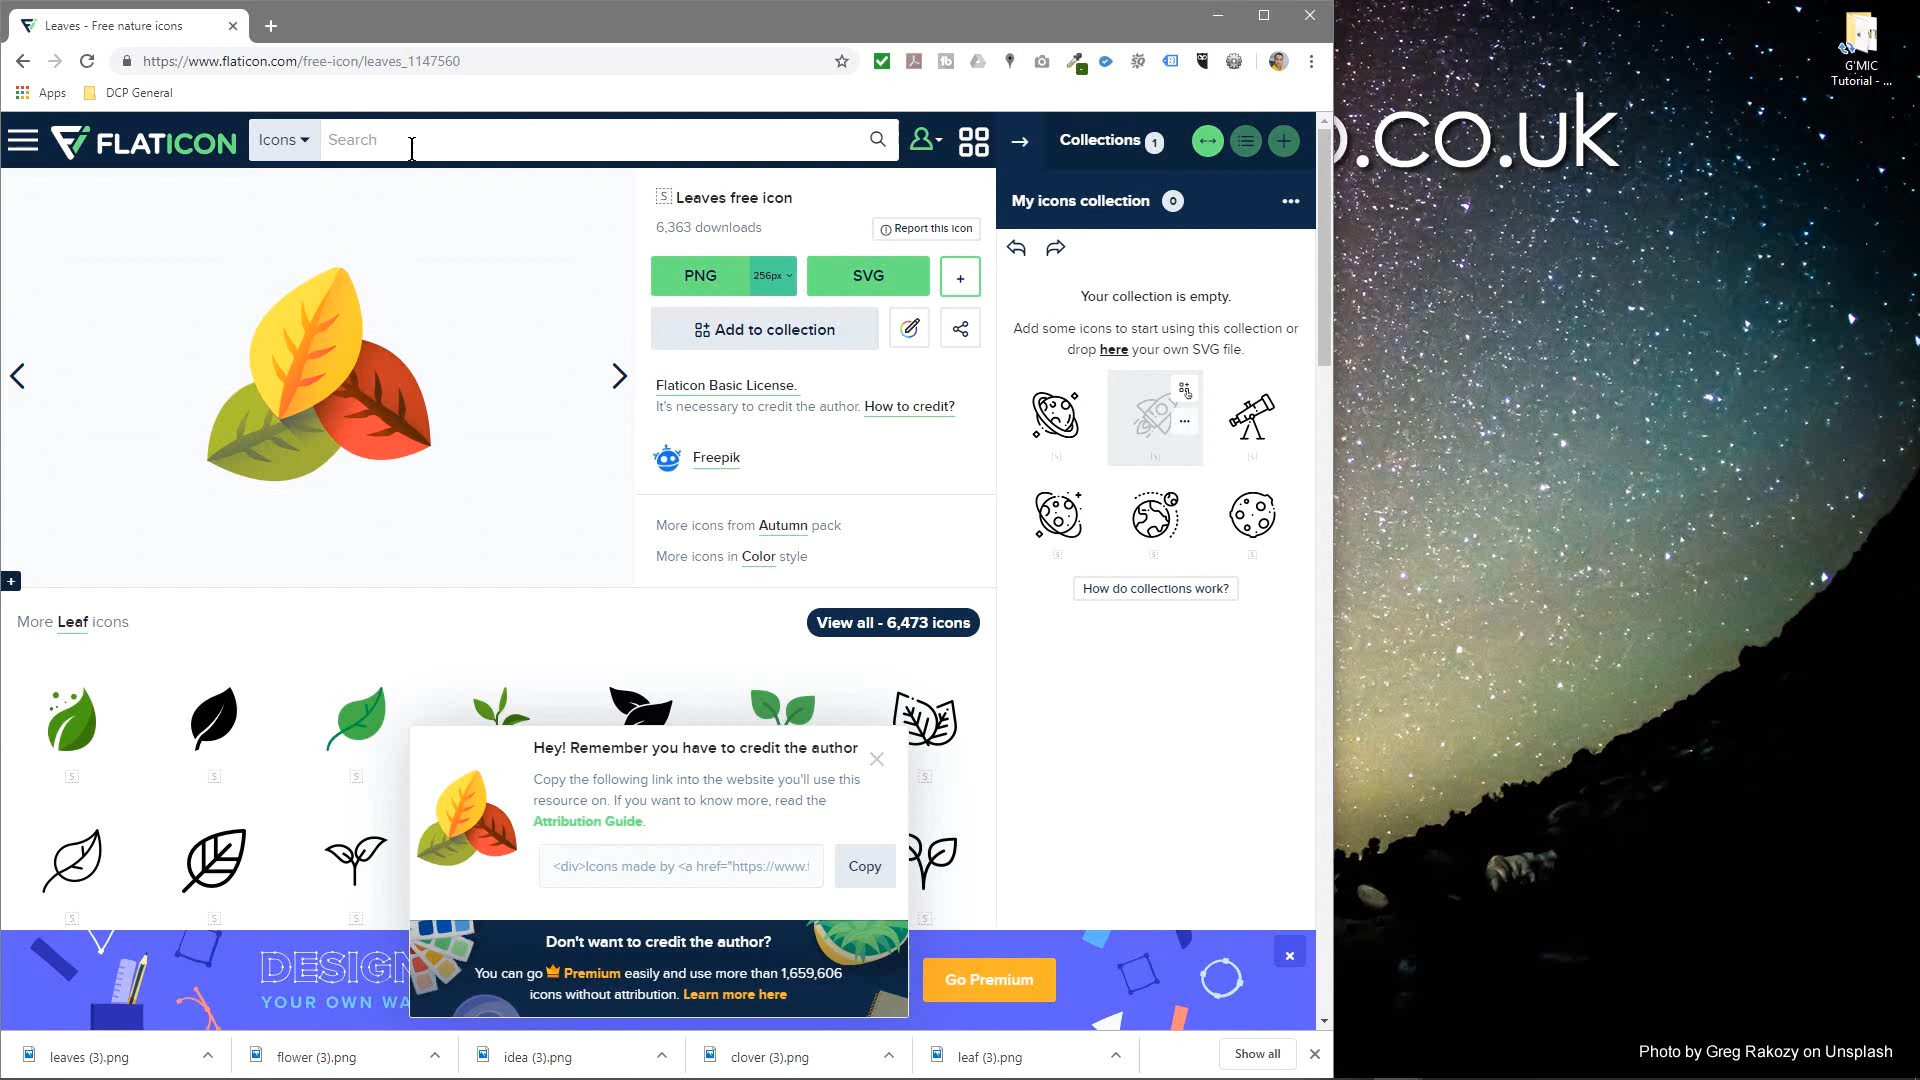 Leaves - Free nature icons
https://www.flaticon.com/free-icon/leaves_1147560
Apps
DCP General
G'MIC
Tutorial - ...
.co.uk
FLATICON
Icons
Search
Collections 1
My icons collection 0
S Leaves free icon
6,363 downloads
Report this icon
PNG
256px
SVG
+
Add to collection
Flaticon Basic License.
It's necessary to credit the author. How to credit?
Freepik
More icons from Autumn pack
More icons in Color style
Your collection is empty.
Add some icons to start using this collection or
drop here your own SVG file.
How do collections work?
More Leaf icons
View all - 6,473 icons
Hey! Remember you have to credit the author
Copy the following link into the website you'll use this
resource on. If you want to know more, read the
Attribution Guide.
<div>Icons made by <a href="https://www.
Copy
Don't want to credit the author?
You can go Premium easily and use more than 1,659,606
icons without attribution. Learn more here
DESIGN
YOUR OWN WA
Go Premium
leaves (3).png
flower (3).png
idea (3).png
clover (3).png
leaf (3).png
Show all
Photo by Greg Rakozy on Unsplash